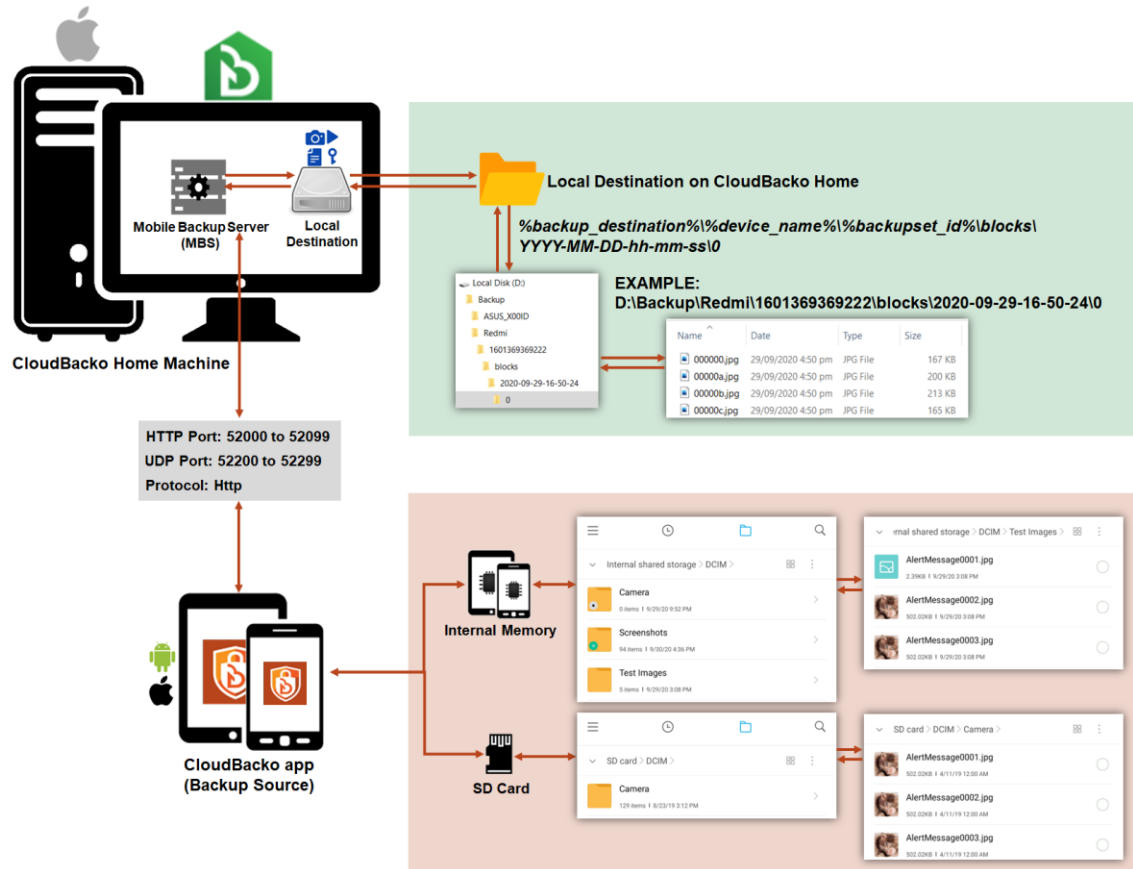 Mobile Backup Server
(MBS)
Local
Destination
CloudBacko Home Machine
Local Destination on CloudBacko Home
%backup_destination%\%device_name%\%backupset_id%\blocks\
YYYY-MM-DD-hh-mm-ss\0
EXAMPLE:
D:\Backup\Redmi\1601369369222\blocks\2020-09-29-16-50-24\0
Local Disk (D:)
Backup
ASUS_X00ID
Redmi
1601369369222
blocks
2020-09-29-16-50-24
0
Name Date Type Size
000000.jpg 29/09/2020 4:50 pm JPG File 167 KB
00000a.jpg 29/09/2020 4:50 pm JPG File 200 KB
00000b.jpg 29/09/2020 4:50 pm JPG File 213 KB
00000c.jpg 29/09/2020 4:50 pm JPG File 165 KB
HTTP Port: 52000 to 52099
UDP Port: 52200 to 52299
Protocol: Http
CloudBacko app
(Backup Source)
Internal Memory
Internal shared storage > DCIM >
Camera
0 items I 9/29/20 9:52 PM
Screenshots
94 items I 9/30/20 4:36 PM
Test Images
5 items I 9/29/20 3:08 PM
rnal shared storage > DCIM > Test Images >
AlertMessage0001.jpg
2.39KB I 9/29/20 3:08 PM
AlertMessage0002.jpg
502.02KB I 9/29/20 3:08 PM
AlertMessage0003.jpg
502.02KB I 9/29/20 3:08 PM
SD Card
SD card > DCIM >
Camera
129 items I 8/23/19 3:12 PM
SD card > DCIM > Camera >
AlertMessage0001.jpg
502.02KB I 4/11/19 12:00 AM
AlertMessage0002.jpg
502.02KB I 4/11/19 12:00 AM
AlertMessage0003.jpg
502.02KB I 4/11/19 12:00 AM